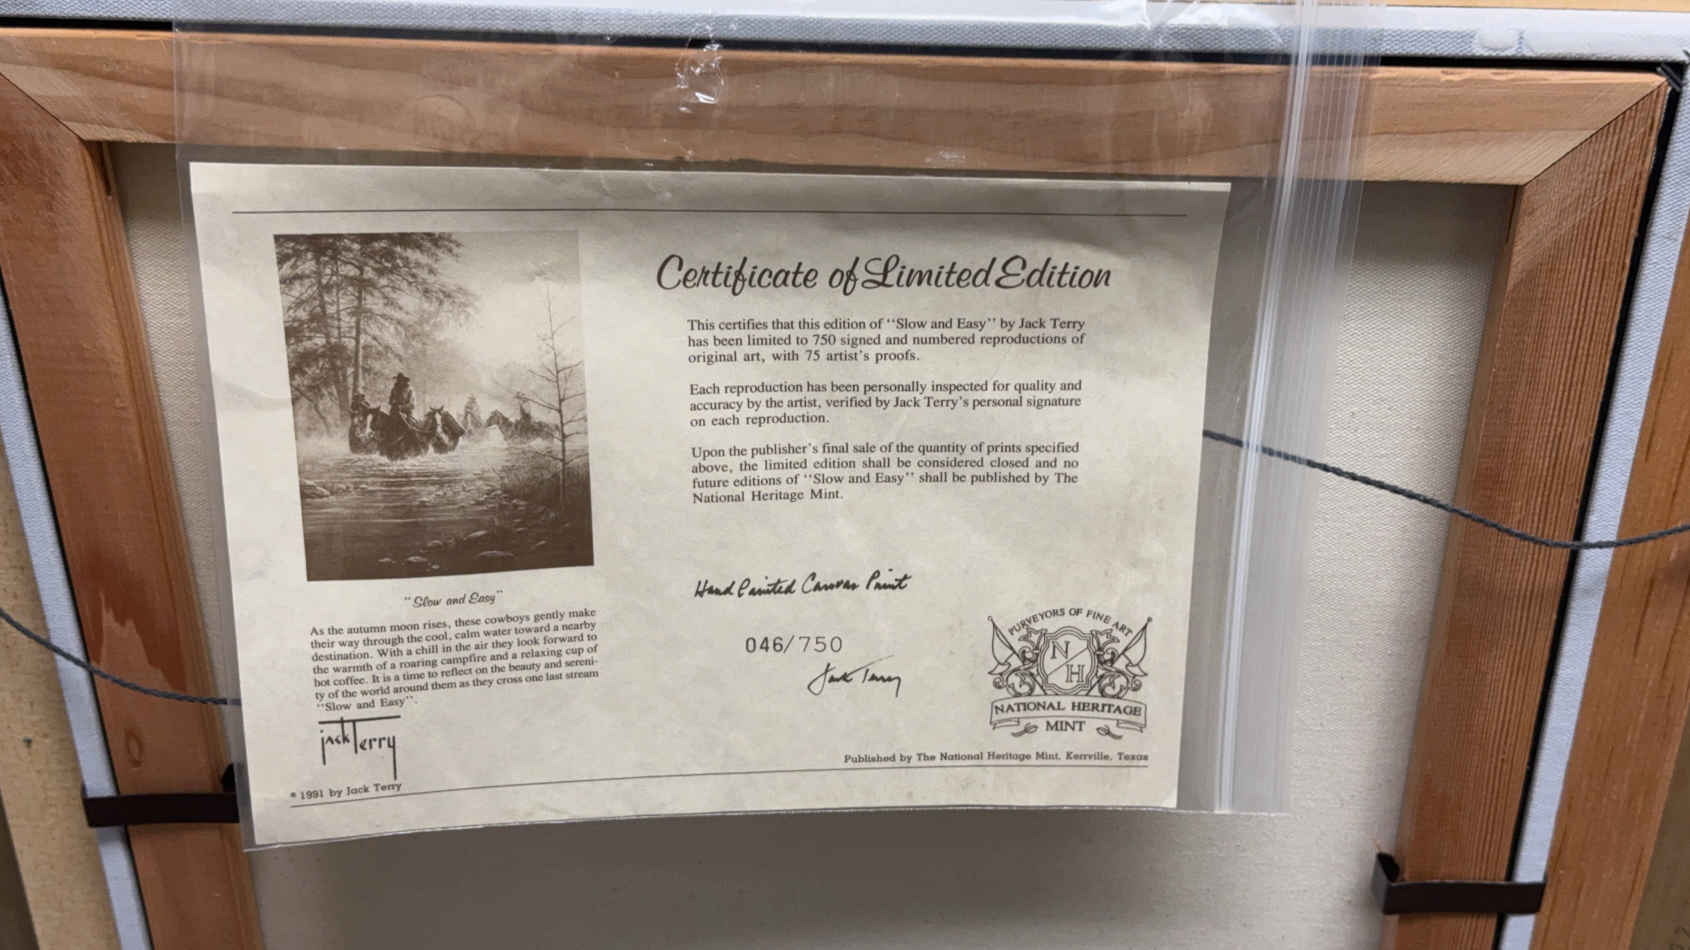 Certificate of Limited Edition
This certifies that this edition of "Slow and Easy" by Jack Terry
has been limited to 750 signed and numbered reproductions of
original art, with 75 artist's proofs.
Each reproduction has been personally inspected for quality and
accuracy by the artist, verified by Jack Terry's personal signature
on each reproduction.
Upon the publisher's final sale of the quantity of prints specified
above, the limited edition shall be considered closed and no
future editions of "Slow and Easy" shall be published by The
National Heritage Mint.
Hand Painted Canvas Print
046/750
Jack Terry
"Slow and Easy"
As the autumn moon rises, these cowboys gently make
their way through the cool, calm water toward a nearby
destination. With a chill in the air they look forward to
the warmth of a roaring campfire and a relaxing cup of
hot coffee. It is a time to reflect on the beauty and sereni-
ty of the world around them as they cross one last stream
"Slow and Easy".
jack Terry
© 1991 by Jack Terry
PURVEYORS OF FINE ART
N
H
NATIONAL HERITAGE
MINT
Published by The National Heritage Mint, Kerrville, Texas